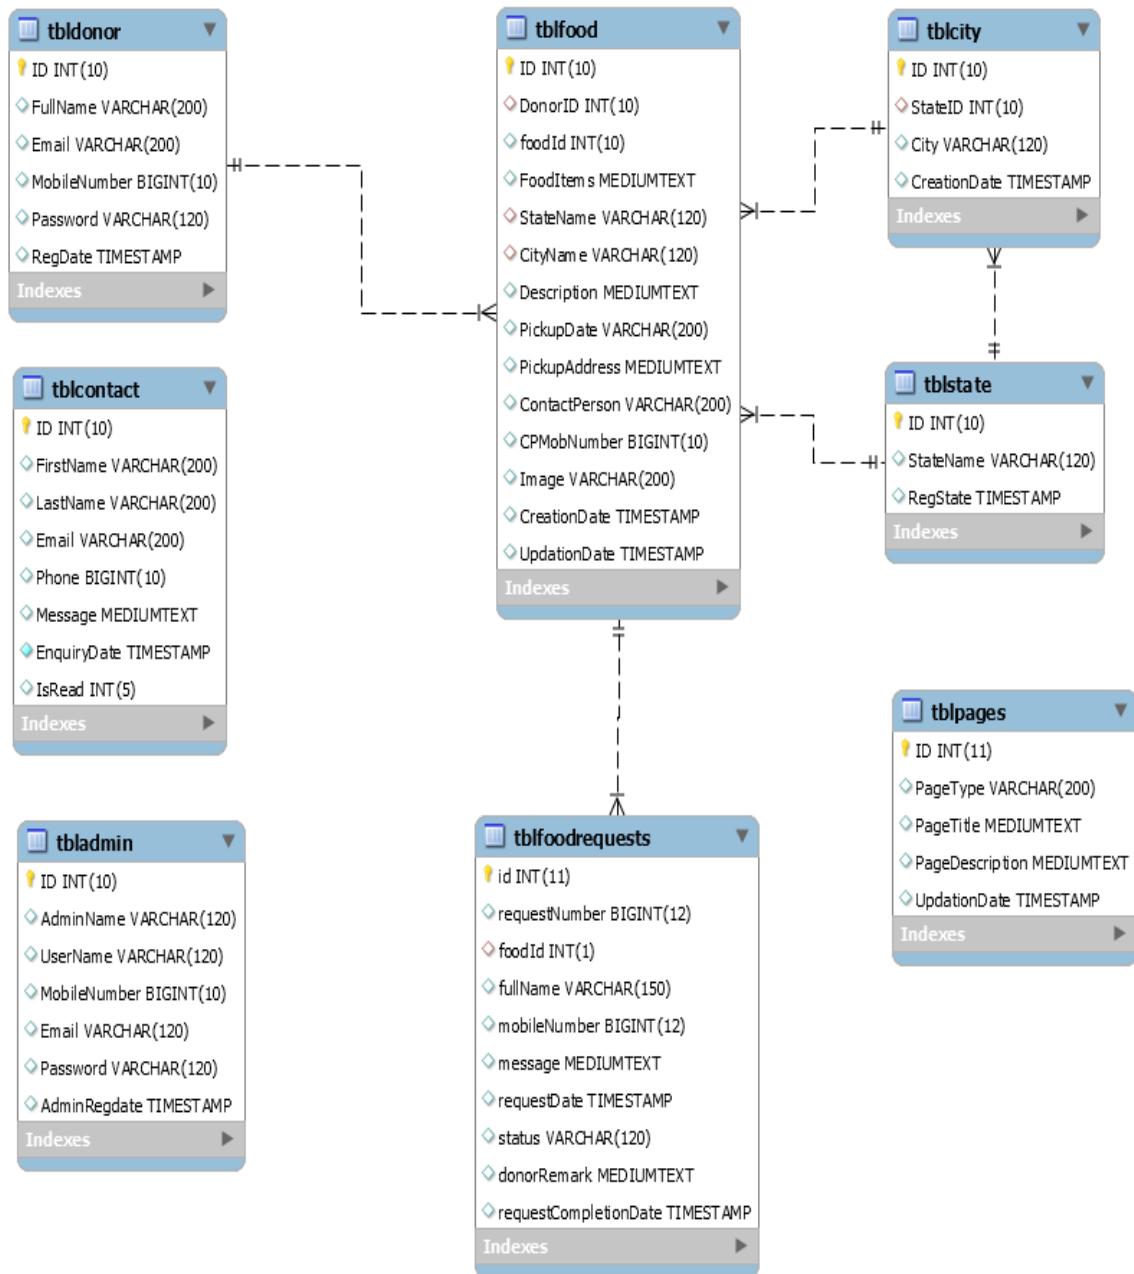 tbldonor
ID INT(10)
FullName VARCHAR(200)
Email VARCHAR(200)
MobileNumber BIGINT(10)
Password VARCHAR(120)
RegDate TIMESTAMP
Indexes
tblfood
ID INT(10)
DonorID INT(10)
foodId INT(10)
FoodItems MEDIUMTEXT
StateName VARCHAR(120)
CityName VARCHAR(120)
Description MEDIUMTEXT
PickupDate VARCHAR(200)
PickupAddress MEDIUMTEXT
ContactPerson VARCHAR(200)
CPMobNumber BIGINT(10)
Image VARCHAR(200)
CreationDate TIMESTAMP
UpdationDate TIMESTAMP
Indexes
tblcity
ID INT(10)
StateID INT(10)
City VARCHAR(120)
CreationDate TIMESTAMP
Indexes
tblcontact
ID INT(10)
FirstName VARCHAR(200)
LastName VARCHAR(200)
Email VARCHAR(200)
Phone BIGINT(10)
Message MEDIUMTEXT
EnquiryDate TIMESTAMP
IsRead INT(5)
Indexes
tblstate
ID INT(10)
StateName VARCHAR(120)
RegState TIMESTAMP
Indexes
tblpages
ID INT(11)
PageType VARCHAR(200)
PageTitle MEDIUMTEXT
PageDescription MEDIUMTEXT
UpdationDate TIMESTAMP
Indexes
tbladmin
ID INT(10)
AdminName VARCHAR(120)
UserName VARCHAR(120)
MobileNumber BIGINT(10)
Email VARCHAR(120)
Password VARCHAR(120)
AdminRegdate TIMESTAMP
Indexes
tblfoodrequests
id INT(11)
requestNumber BIGINT(12)
foodId INT(1)
fullName VARCHAR(150)
mobileNumber BIGINT(12)
message MEDIUMTEXT
requestDate TIMESTAMP
status VARCHAR(120)
donorRemark MEDIUMTEXT
requestCompletionDate TIMESTAMP
Indexes